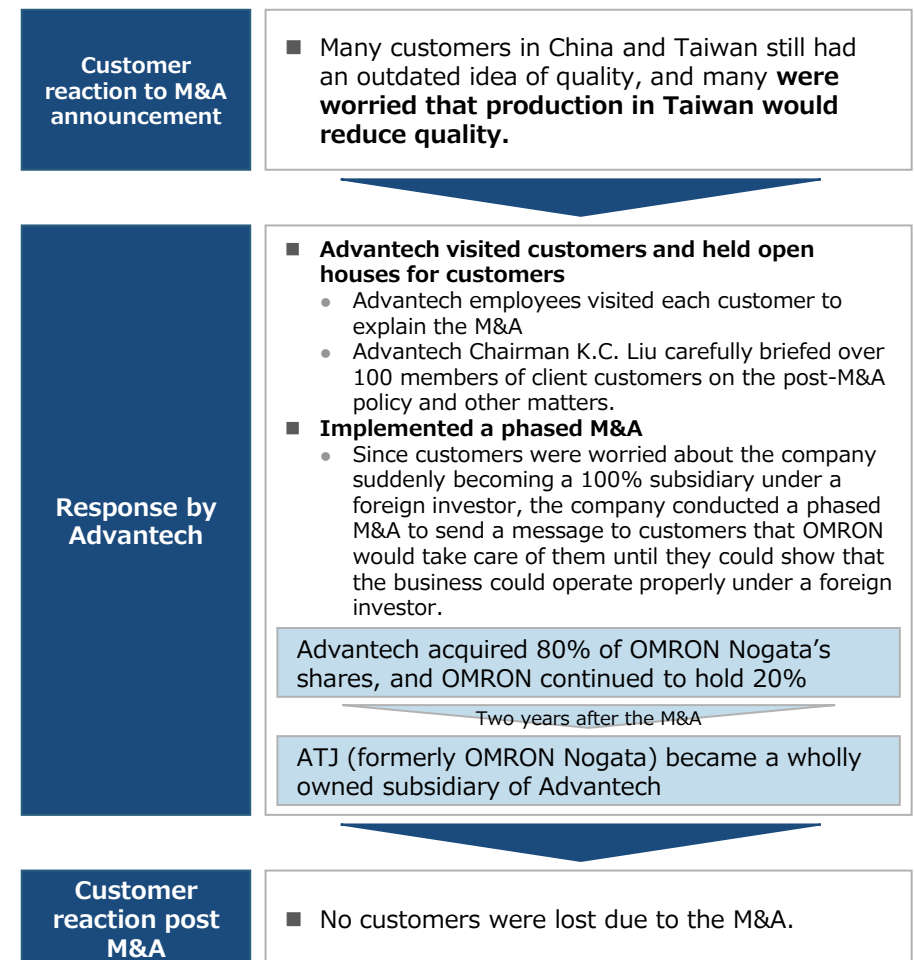 Customer
reaction to M&A
announcement
■ Many customers in China and Taiwan still had
an outdated idea of quality, and many were
worried that production in Taiwan would
reduce quality.
Response by
Advantech
■ Advantech visited customers and held open
houses for customers
● Advantech employees visited each customer to
explain the M&A
● Advantech Chairman K.C. Liu carefully briefed over
100 members of client customers on the post-M&A
policy and other matters.
■ Implemented a phased M&A
● Since customers were worried about the company
suddenly becoming a 100% subsidiary under a
foreign investor, the company conducted a phased
M&A to send a message to customers that OMRON
would take care of them until they could show that
the business could operate properly under a foreign
investor.
Advantech acquired 80% of OMRON Nogata’s
shares, and OMRON continued to hold 20%
Two years after the M&A
ATJ (formerly OMRON Nogata) became a wholly
owned subsidiary of Advantech
Customer
reaction post
M&A
■ No customers were lost due to the M&A.